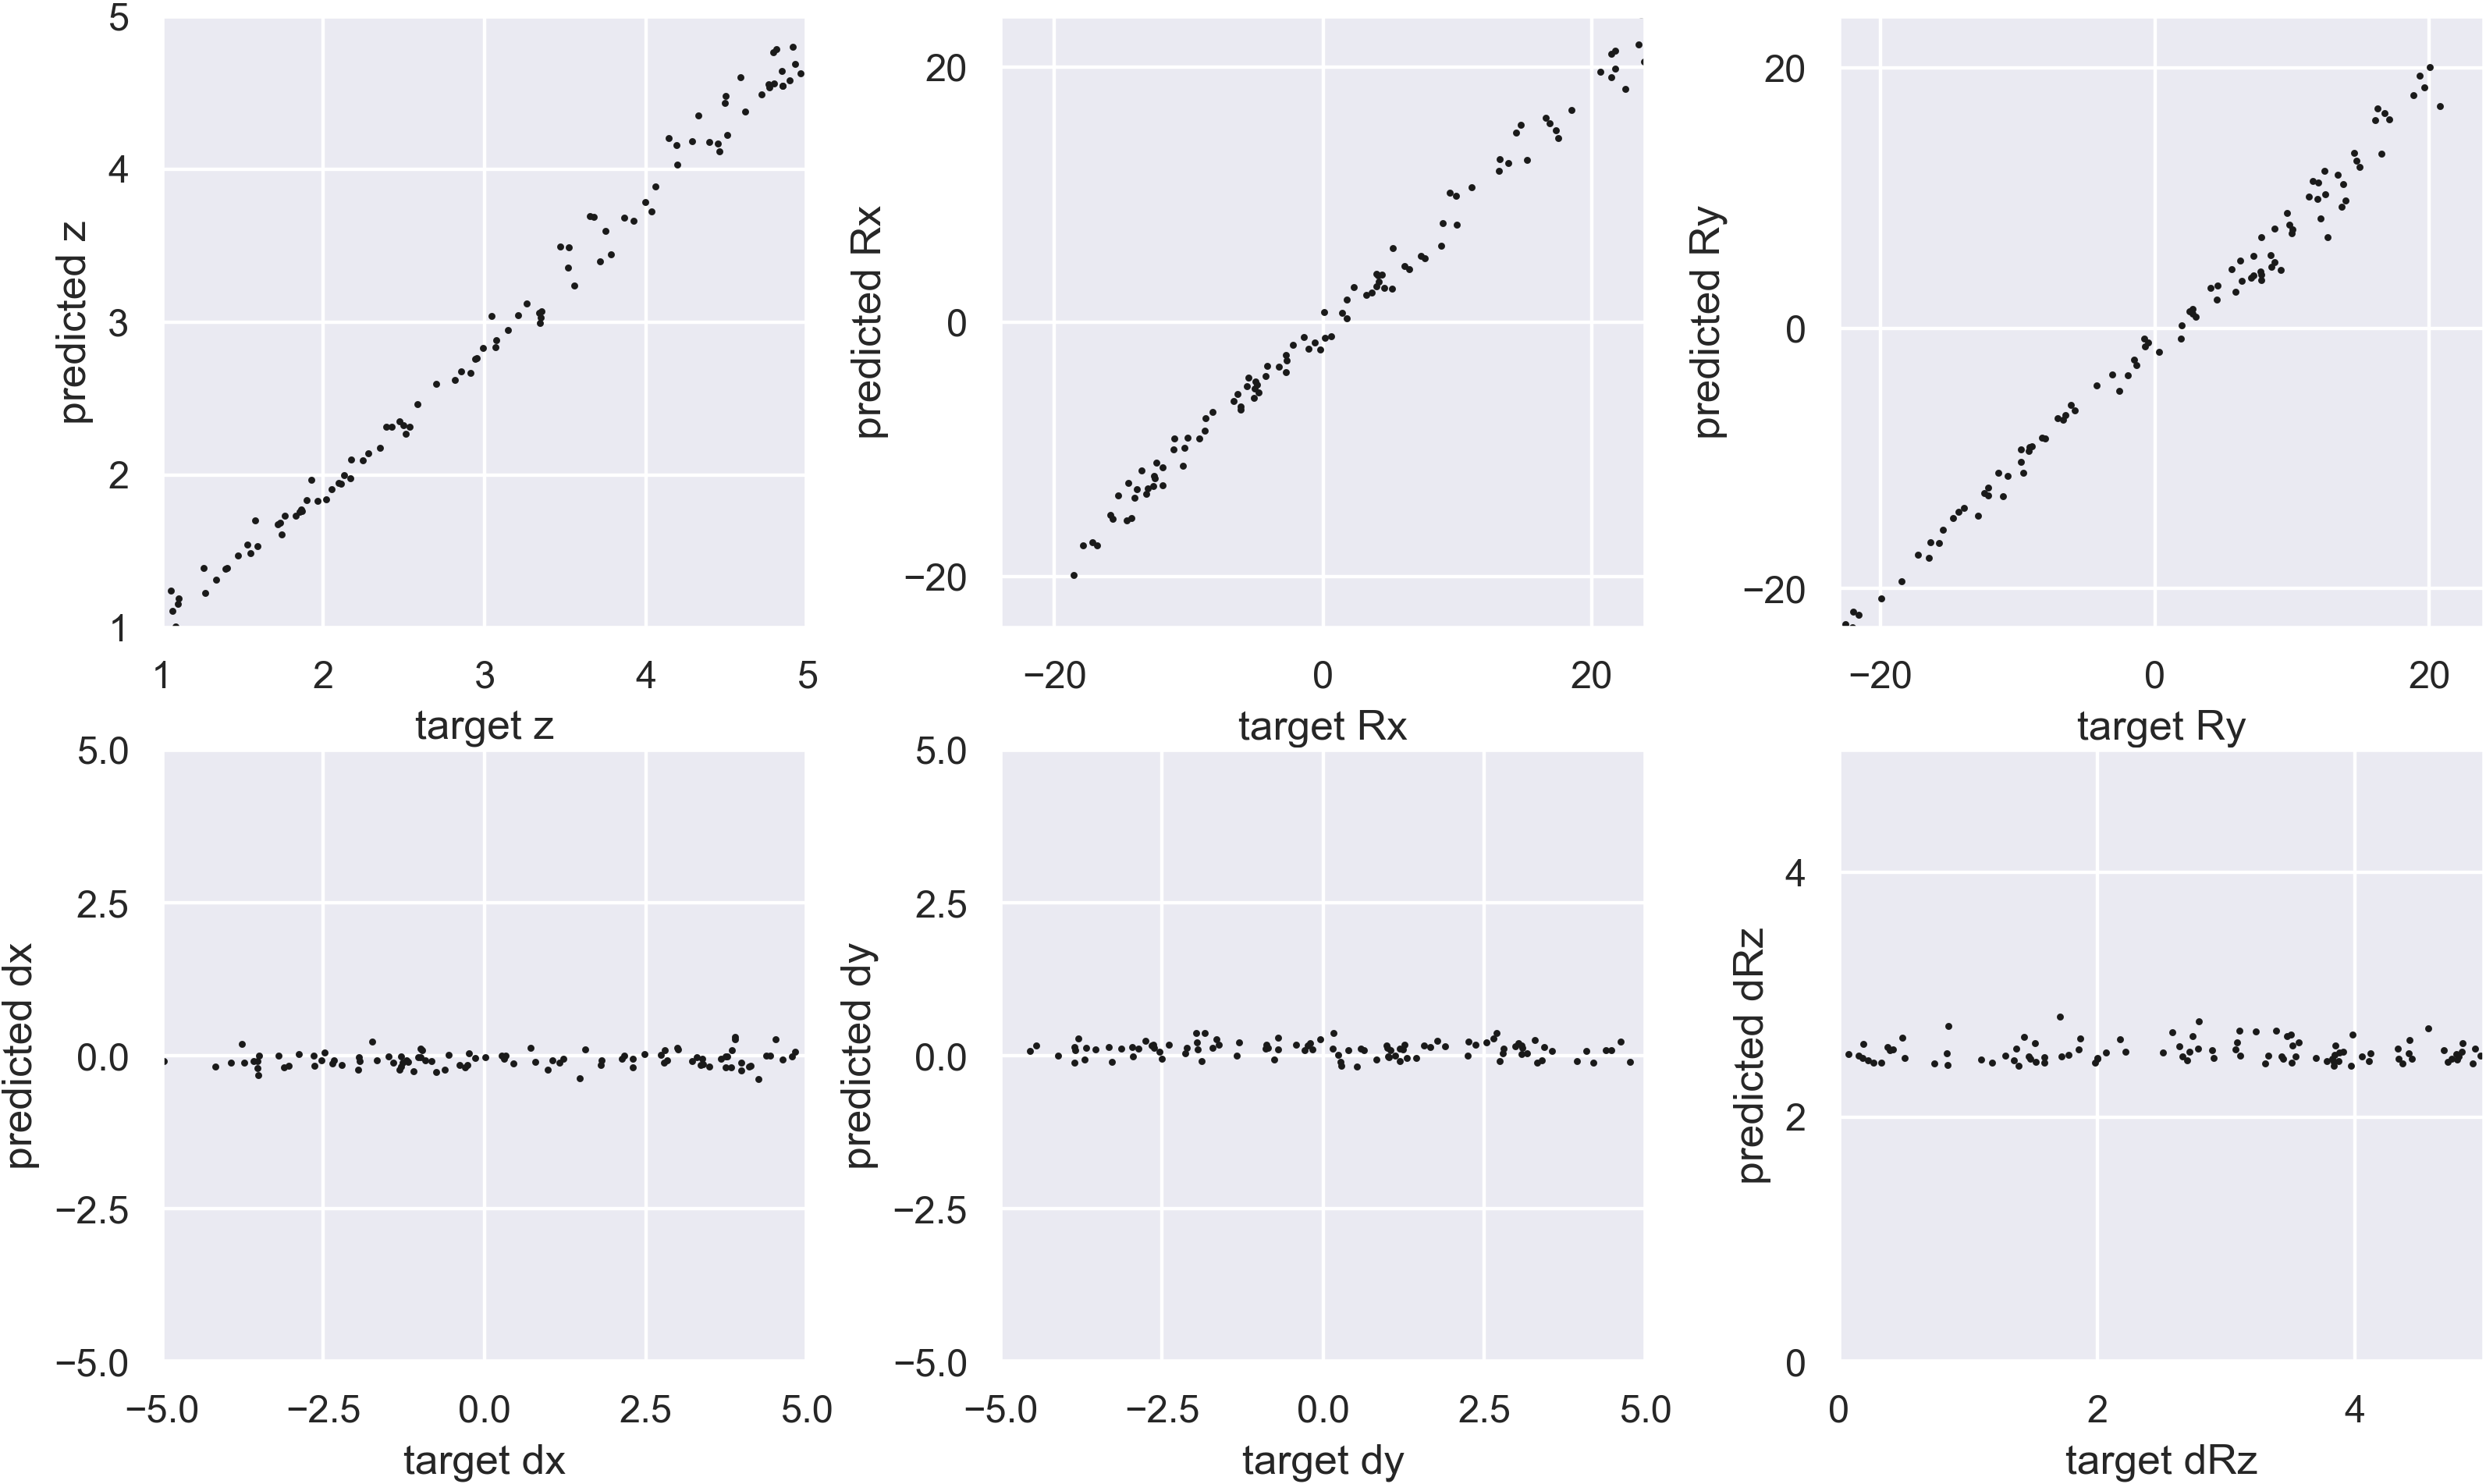 5
4
3
2
1
predicted z
1 2 3 4 5
target z
20
0
−20
predicted Rx
−20 0 20
target Rx
20
0
−20
predicted Ry
−20 0 20
target Ry
5.0
2.5
0.0
−2.5
−5.0
predicted dx
−5.0 −2.5 0.0 2.5 5.0
target dx
5.0
2.5
0.0
−2.5
−5.0
predicted dy
−5.0 −2.5 0.0 2.5 5.0
target dy
4
2
0
predicted dRz
0 2 4
target dRz